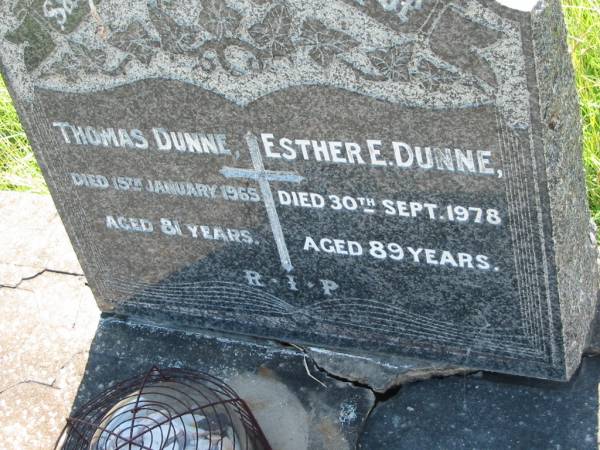 THOMAS DUNNE,
DIED 15TH JANUARY 1965
AGED 81 YEARS.
ESTHER E. DUNNE,
DIED 30TH SEPT. 1978
AGED 89 YEARS.
R·I·P